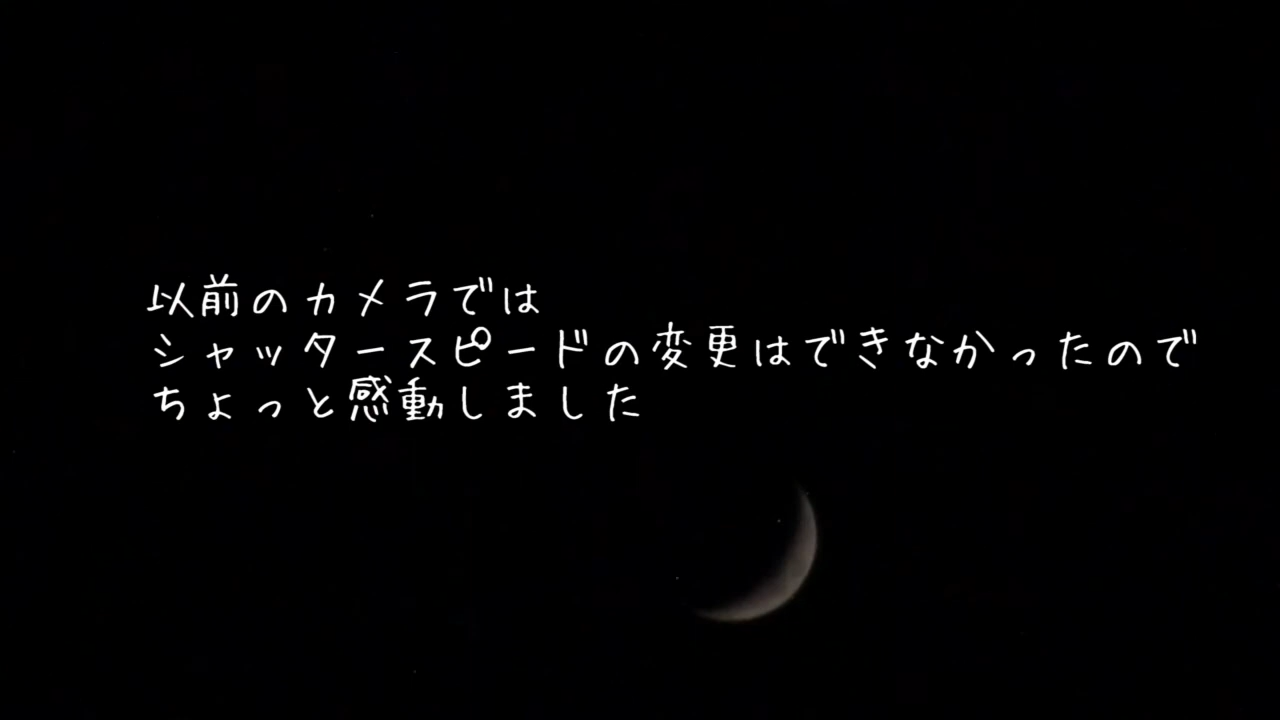 以前のカメラでは
シャッタースピードの変更はできなかったので
ちょっと感動しました